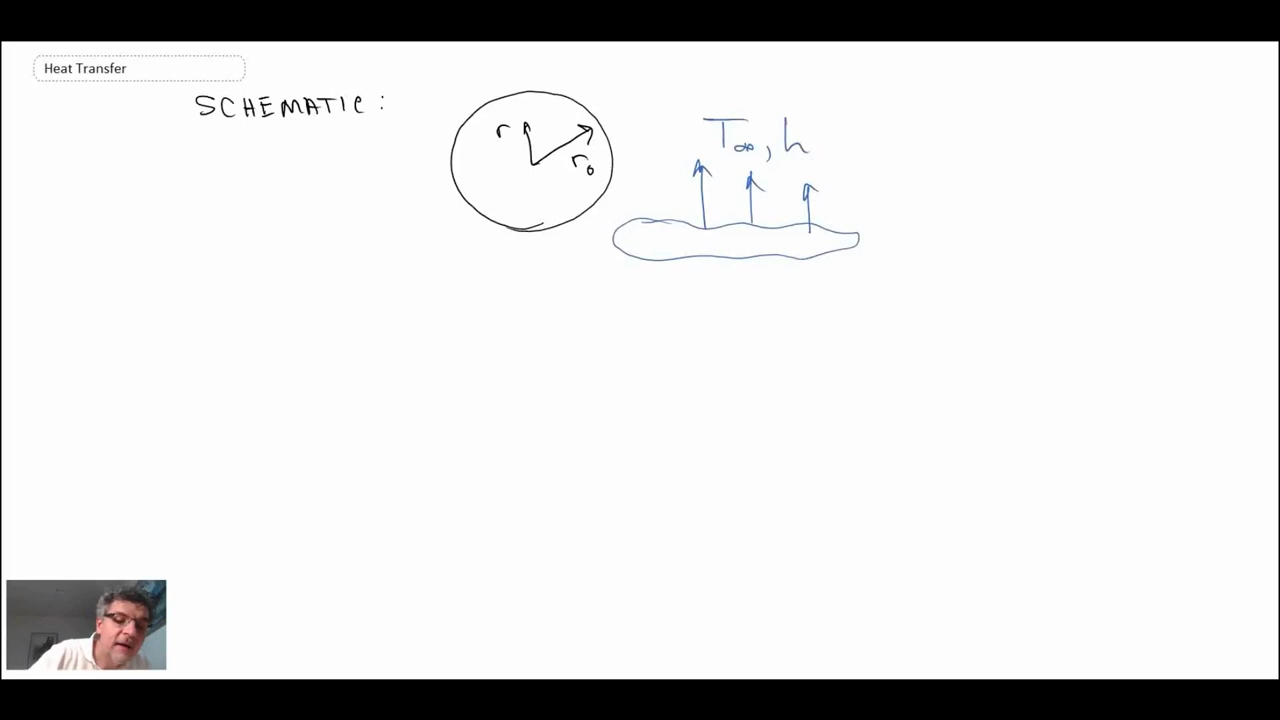 Heat Transfer
SCHEMATIC:
r
r₀
T∞, h